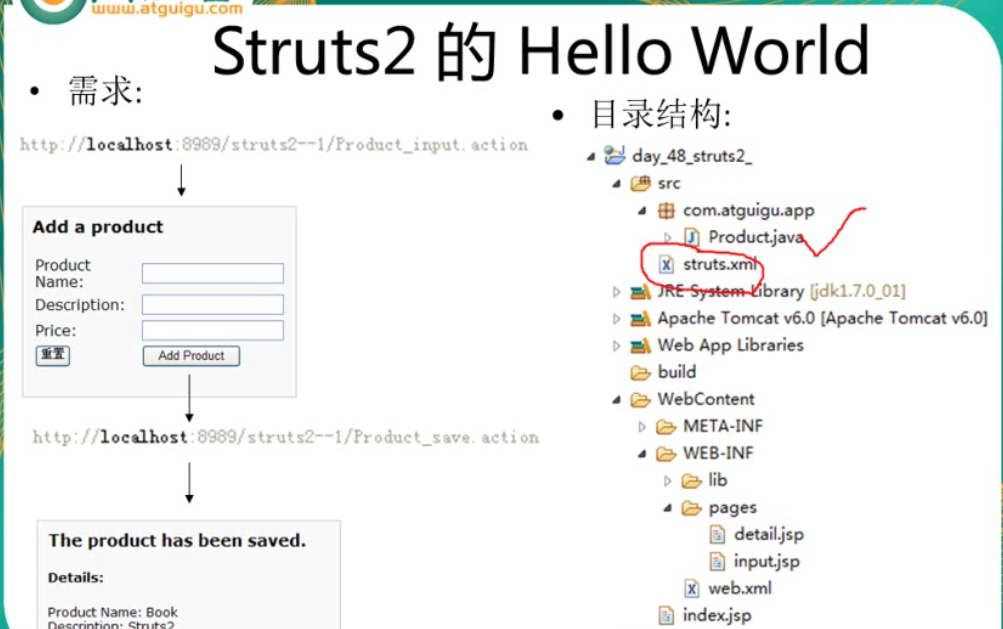 www.atguigu.com
Struts2 的 Hello World
• 需求:
http://localhost:8989/struts2--1/Product_input.action
Add a product
Product
Name:
Description:
Price:
重置
Add Product
http://localhost:8989/struts2--1/Product_save.action
The product has been saved.
Details:
Product Name: Book
Description: Struts2
• 目录结构:
day_48_struts2_
src
com.atguigu.app
Product.java
struts.xml
JRE System Library [jdk1.7.0_01]
Apache Tomcat v6.0 [Apache Tomcat v6.0]
Web App Libraries
build
WebContent
META-INF
WEB-INF
lib
pages
detail.jsp
input.jsp
web.xml
index.jsp